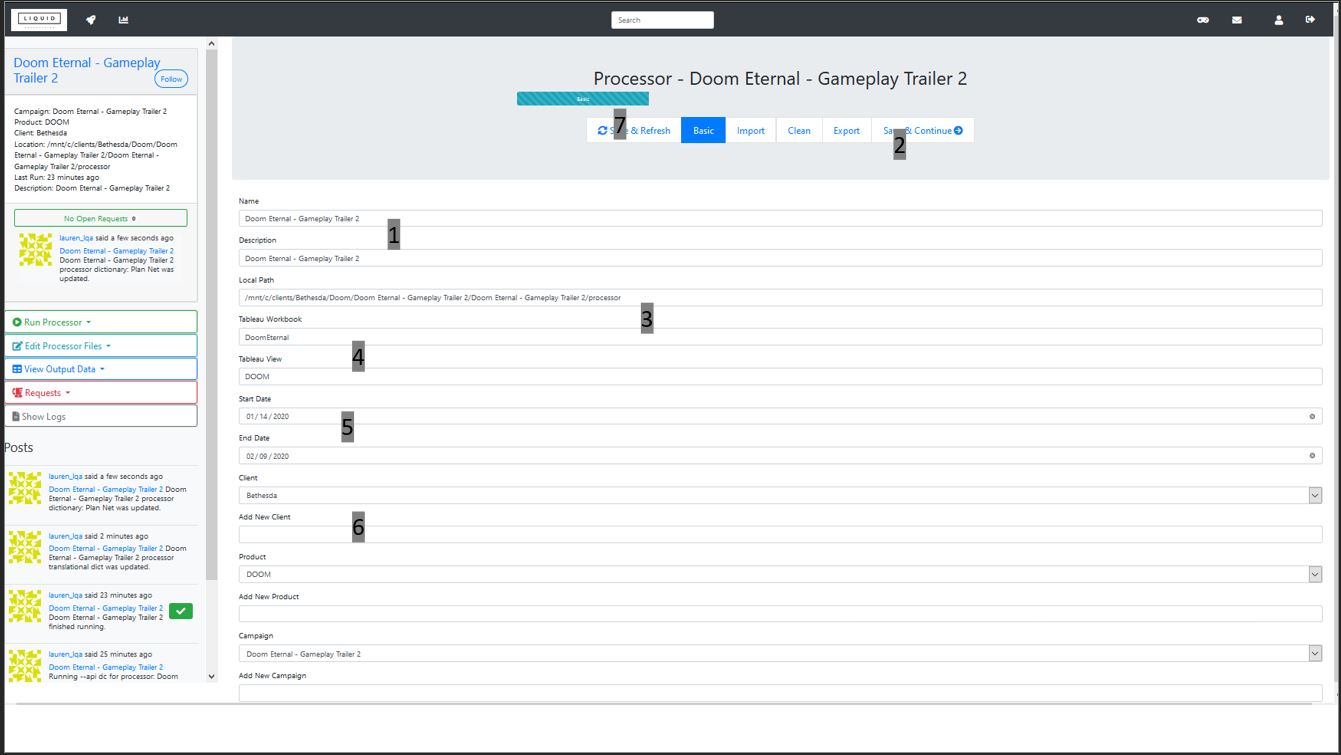 LIQUID
Search
Doom Eternal - Gameplay
Trailer 2
Follow
Campaign: Doom Eternal - Gameplay Trailer 2
Product: DOOM
Client: Bethesda
Location: /mnt/c/clients/Bethesda/Doom/Doom
Eternal - Gameplay Trailer 2/Doom Eternal -
Gameplay Trailer 2/processor
Last Run: 23 minutes ago
Description: Doom Eternal - Gameplay Trailer 2
No Open Requests 0
lauren_lqa said a few seconds ago
Doom Eternal - Gameplay Trailer 2
Doom Eternal - Gameplay Trailer 2
processor dictionary: Plan Net was
updated.
Run Processor
Edit Processor Files
View Output Data
Requests
Show Logs
Posts
lauren_lqa said a few seconds ago
Doom Eternal - Gameplay Trailer 2 Doom
Eternal - Gameplay Trailer 2 processor
dictionary: Plan Net was updated.
lauren_lqa said 2 minutes ago
Doom Eternal - Gameplay Trailer 2 Doom
Eternal - Gameplay Trailer 2 processor
translational dict was updated.
lauren_lqa said 23 minutes ago
Doom Eternal - Gameplay Trailer 2
Doom Eternal - Gameplay Trailer 2
finished running.
lauren_lqa said 25 minutes ago
Doom Eternal - Gameplay Trailer 2
Running --api dc for processor: Doom
Processor - Doom Eternal - Gameplay Trailer 2
Basic
7
& Refresh Basic Import Clean Export & Continue
2
Name
Doom Eternal - Gameplay Trailer 2
1
Description
Doom Eternal - Gameplay Trailer 2
Local Path
/mnt/c/clients/Bethesda/Doom/Doom Eternal - Gameplay Trailer 2/Doom Eternal - Gameplay Trailer 2/processor
3
Tableau Workbook
DoomEternal
4
Tableau View
DOOM
Start Date
01/14/2020
5
End Date
02/09/2020
Client
Bethesda
Add New Client
6
Product
DOOM
Add New Product
Campaign
Doom Eternal - Gameplay Trailer 2
Add New Campaign